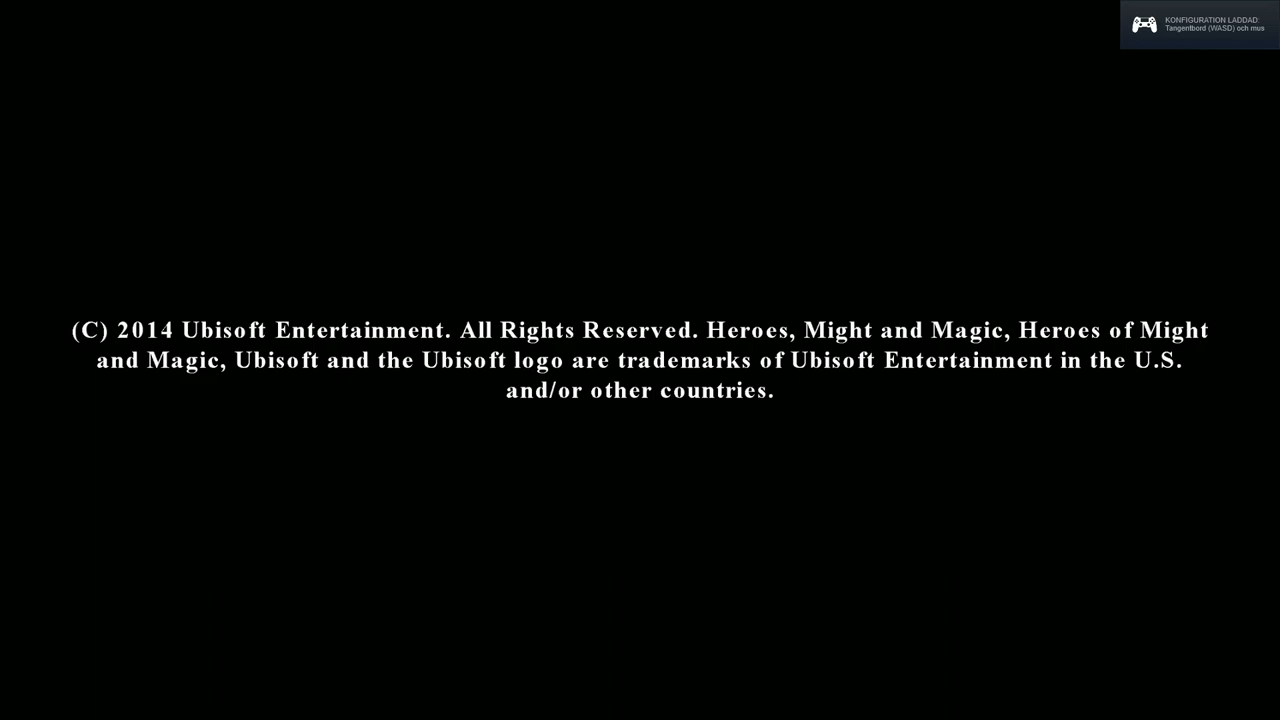 KONFIGURATION LADDAD:
Tangentbord (WASD) och mus
(C) 2014 Ubisoft Entertainment. All Rights Reserved. Heroes, Might and Magic, Heroes of Might
and Magic, Ubisoft and the Ubisoft logo are trademarks of Ubisoft Entertainment in the U.S.
and/or other countries.